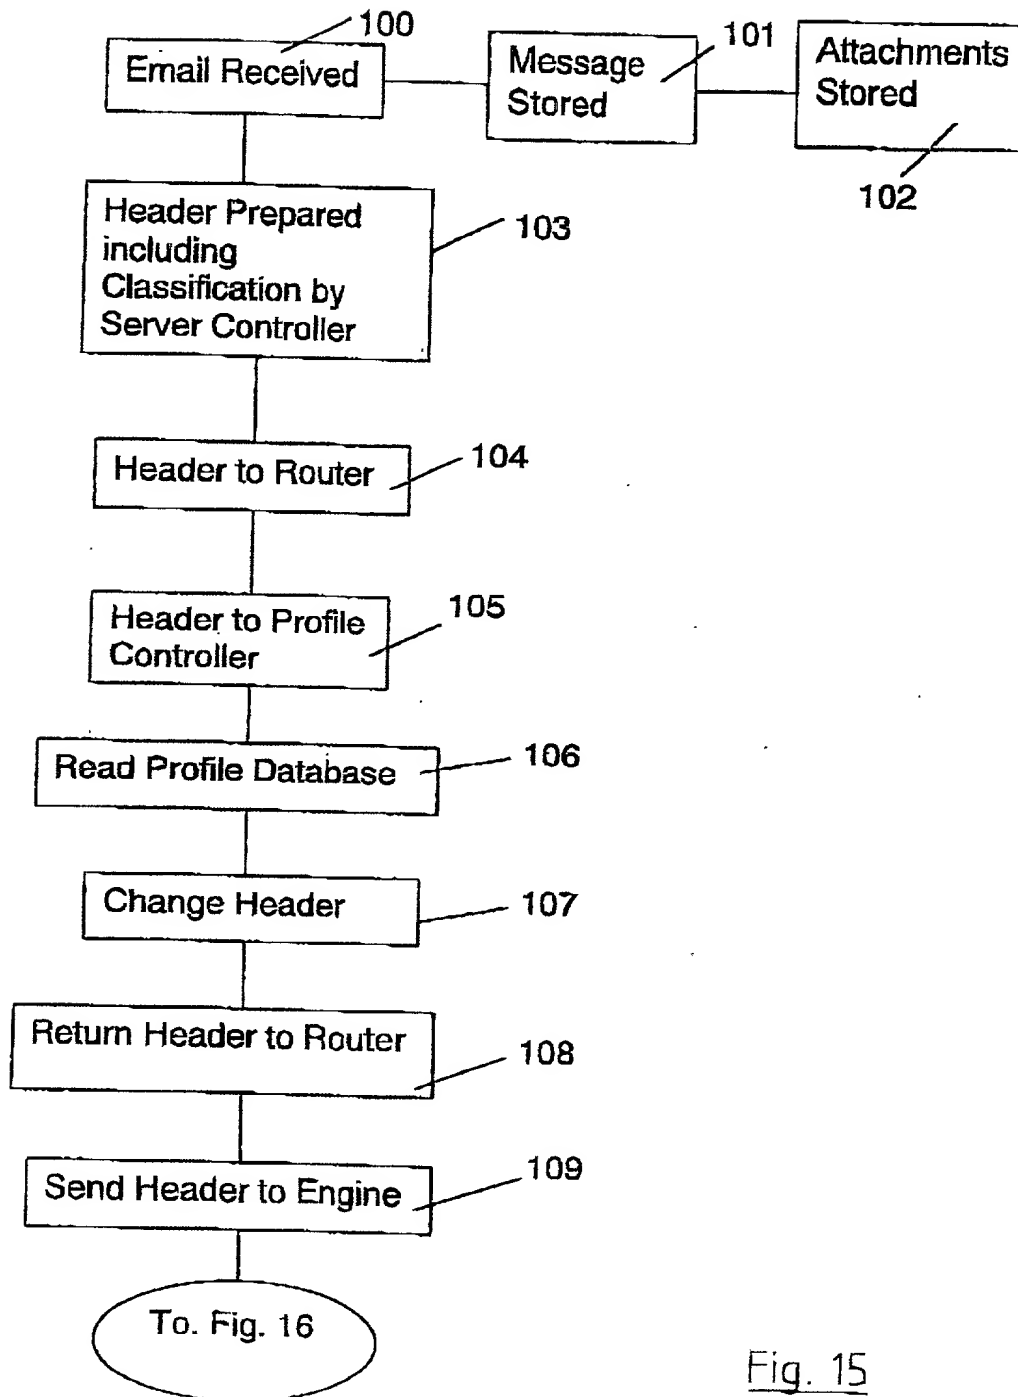 100
Email Received
Message
Stored
101
Attachments
Stored
102
Header Prepared
including
Classification by
Server Controller
103
Header to Router
104
Header to Profile
Controller
105
Read Profile Database
106
Change Header
107
Return Header to Router
108
Send Header to Engine
109
To. Fig. 16
Fig. 15